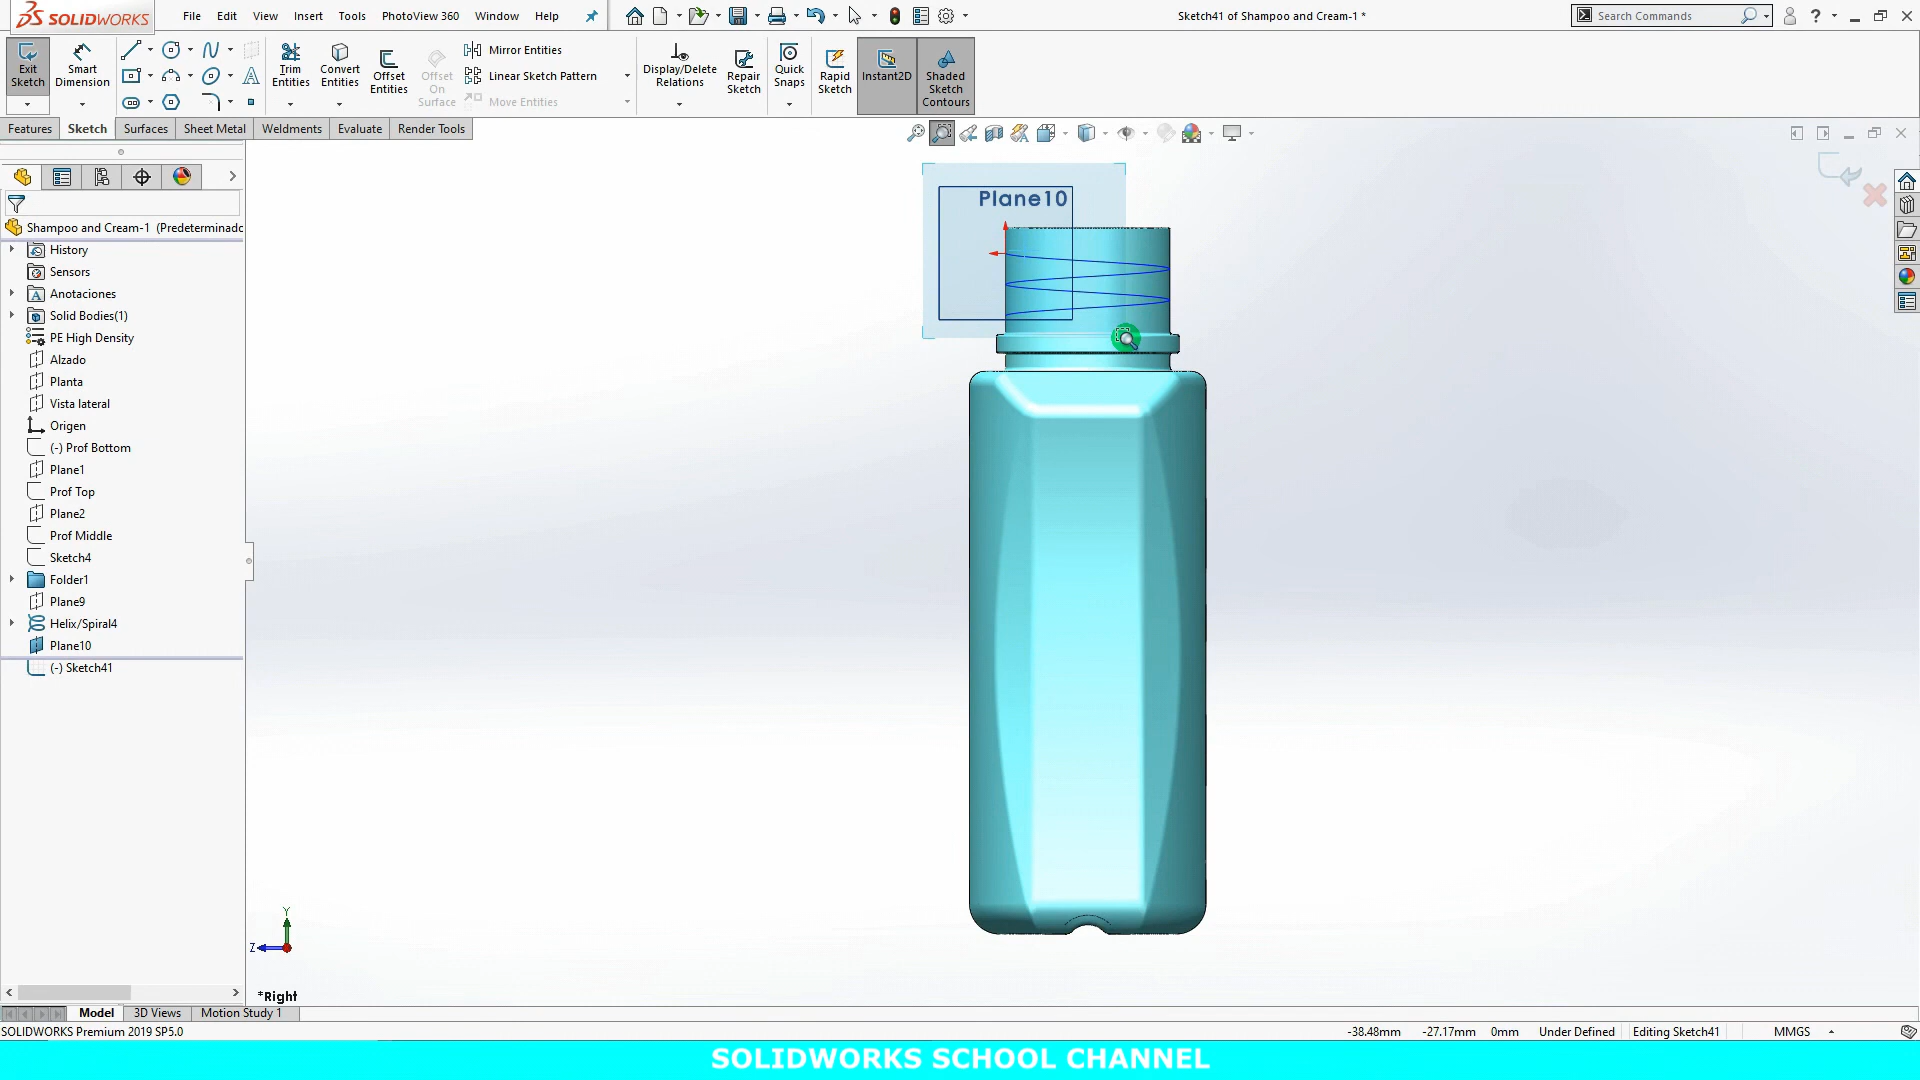 SOLIDWORKS
File Edit View Insert Tools PhotoView 360 Window Help
Sketch41 of Shampoo and Cream-1 *
Search Commands
Exit Sketch
Smart Dimension
Trim Entities
Convert Entities
Offset Entities
Offset On Surface
Mirror Entities
Linear Sketch Pattern
Move Entities
Display/Delete Relations
Repair Sketch
Quick Snaps
Rapid Sketch
Instant2D
Shaded Sketch Contours
Features Sketch Surfaces Sheet Metal Weldments Evaluate Render Tools
Shampoo and Cream-1 (Predeterminado
History
Sensors
Anotaciones
Solid Bodies(1)
PE High Density
Alzado
Planta
Vista lateral
Origen
(-) Prof Bottom
Plane1
Prof Top
Plane2
Prof Middle
Sketch4
Folder1
Plane9
Helix/Spiral4
Plane10
(-) Sketch41
Plane10
Y
Z
*Right
Model 3D Views Motion Study 1
SOLIDWORKS Premium 2019 SP5.0
-38.48mm -27.17mm 0mm Under Defined Editing Sketch41 MMGS
SOLIDWORKS SCHOOL CHANNEL